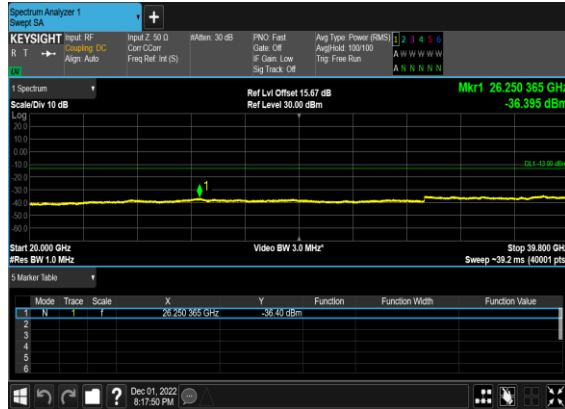 Spectrum Analyzer 1
Swept SA
+
KEYSIGHT Input: RF Input Z: 50 Ω #Atten: 30 dB PNO: Fast Avg Type: Power (RMS) 1 2 3 4 5 6
R T Coupling: DC Corr CCorr Gate: Off Avg|Hold: 100/100 A W W W W W
Align: Auto Freq Ref: Int (S) IF Gain: Low Trig: Free Run
Sig Track: Off A N N N N N
1 Spectrum Ref Lvl Offset 15.67 dB Mkr1 26.250 365 GHz
Scale/Div 10 dB Ref Level 30.00 dBm -36.395 dBm
Log
20.0
10.0
0.00
-10.0 DL1 -13.00 dBm
-20.0
-30.0 1
-40.0
-50.0
-60.0
Start 20.000 GHz Video BW 3.0 MHz* Stop 39.800 GHz
#Res BW 1.0 MHz Sweep ~39.2 ms (40001 pts)
5 Marker Table
Mode Trace Scale X Y Function Function Width Function Value
1 N 1 f 26.250 365 GHz -36.40 dBm
2
3
4
5
6
? Dec 01, 2022
8:17:50 PM